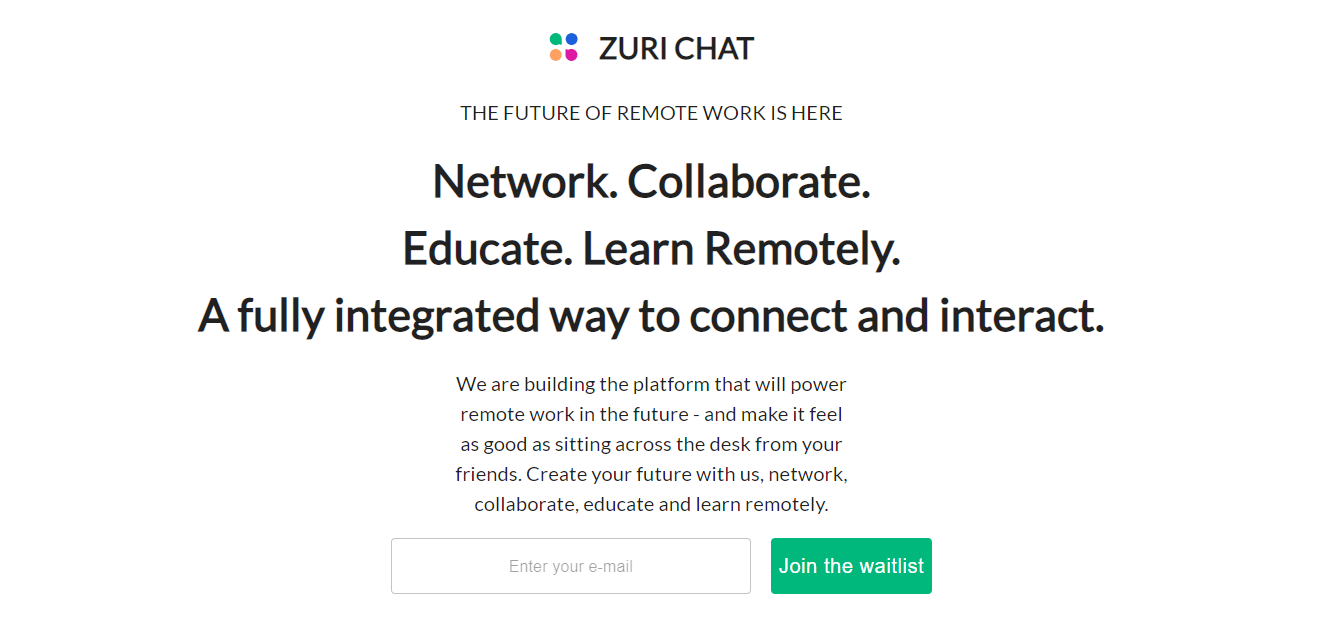 ZURI CHAT
THE FUTURE OF REMOTE WORK IS HERE
Network. Collaborate.
Educate. Learn Remotely.
A fully integrated way to connect and interact.
We are building the platform that will power
remote work in the future - and make it feel
as good as sitting across the desk from your
friends. Create your future with us, network,
collaborate, educate and learn remotely.
Enter your e-mail
Join the waitlist